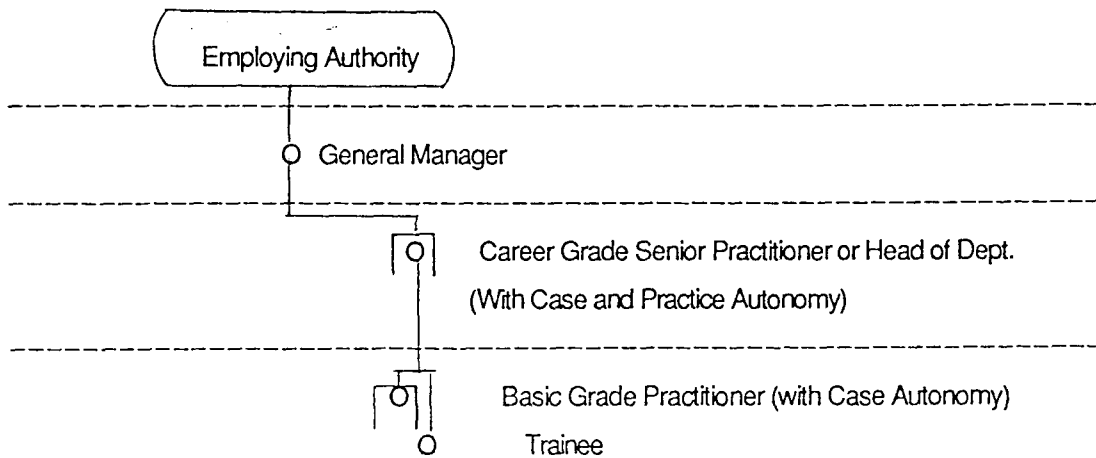 Employing Authority
General Manager
Career Grade Senior Practitioner or Head of Dept.
(With Case and Practice Autonomy)
Basic Grade Practitioner (with Case Autonomy)
Trainee